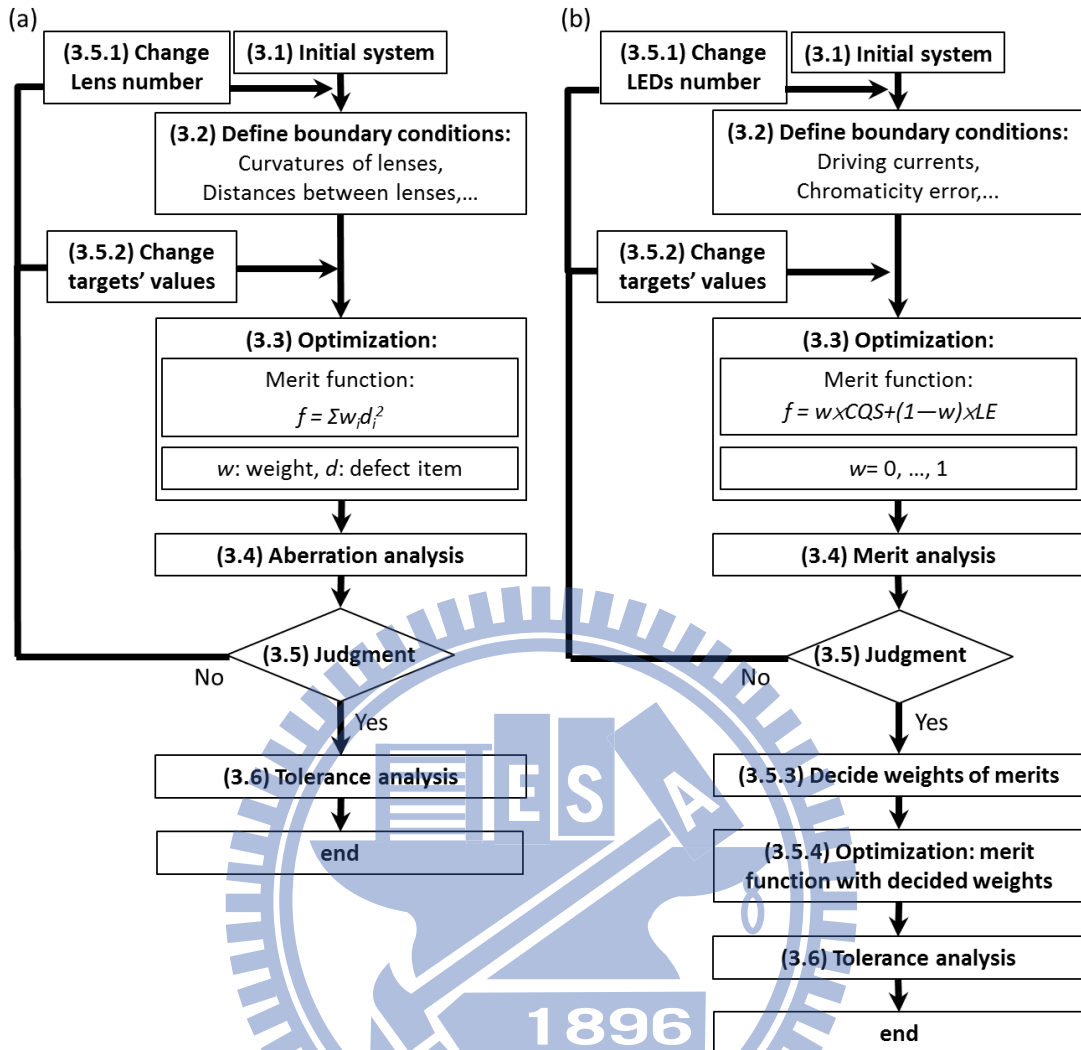 (a)
(3.5.1) Change
Lens number
(3.1) Initial system
(3.2) Define boundary conditions:
Curvatures of lenses,
Distances between lenses,...
(3.5.2) Change
targets' values
(3.3) Optimization:
Merit function:
f = Σwᵢdᵢ²
w: weight, d: defect item
(3.4) Aberration analysis
(3.5) Judgment
No
Yes
(3.6) Tolerance analysis
end
(b)
(3.5.1) Change
LEDs number
(3.1) Initial system
(3.2) Define boundary conditions:
Driving currents,
Chromaticity error,...
(3.5.2) Change
targets' values
(3.3) Optimization:
Merit function:
f = w×CQS+(1—w)×LE
w= 0, ..., 1
(3.4) Merit analysis
(3.5) Judgment
No
Yes
(3.5.3) Decide weights of merits
(3.5.4) Optimization: merit
function with decided weights
(3.6) Tolerance analysis
end
E S A
1896